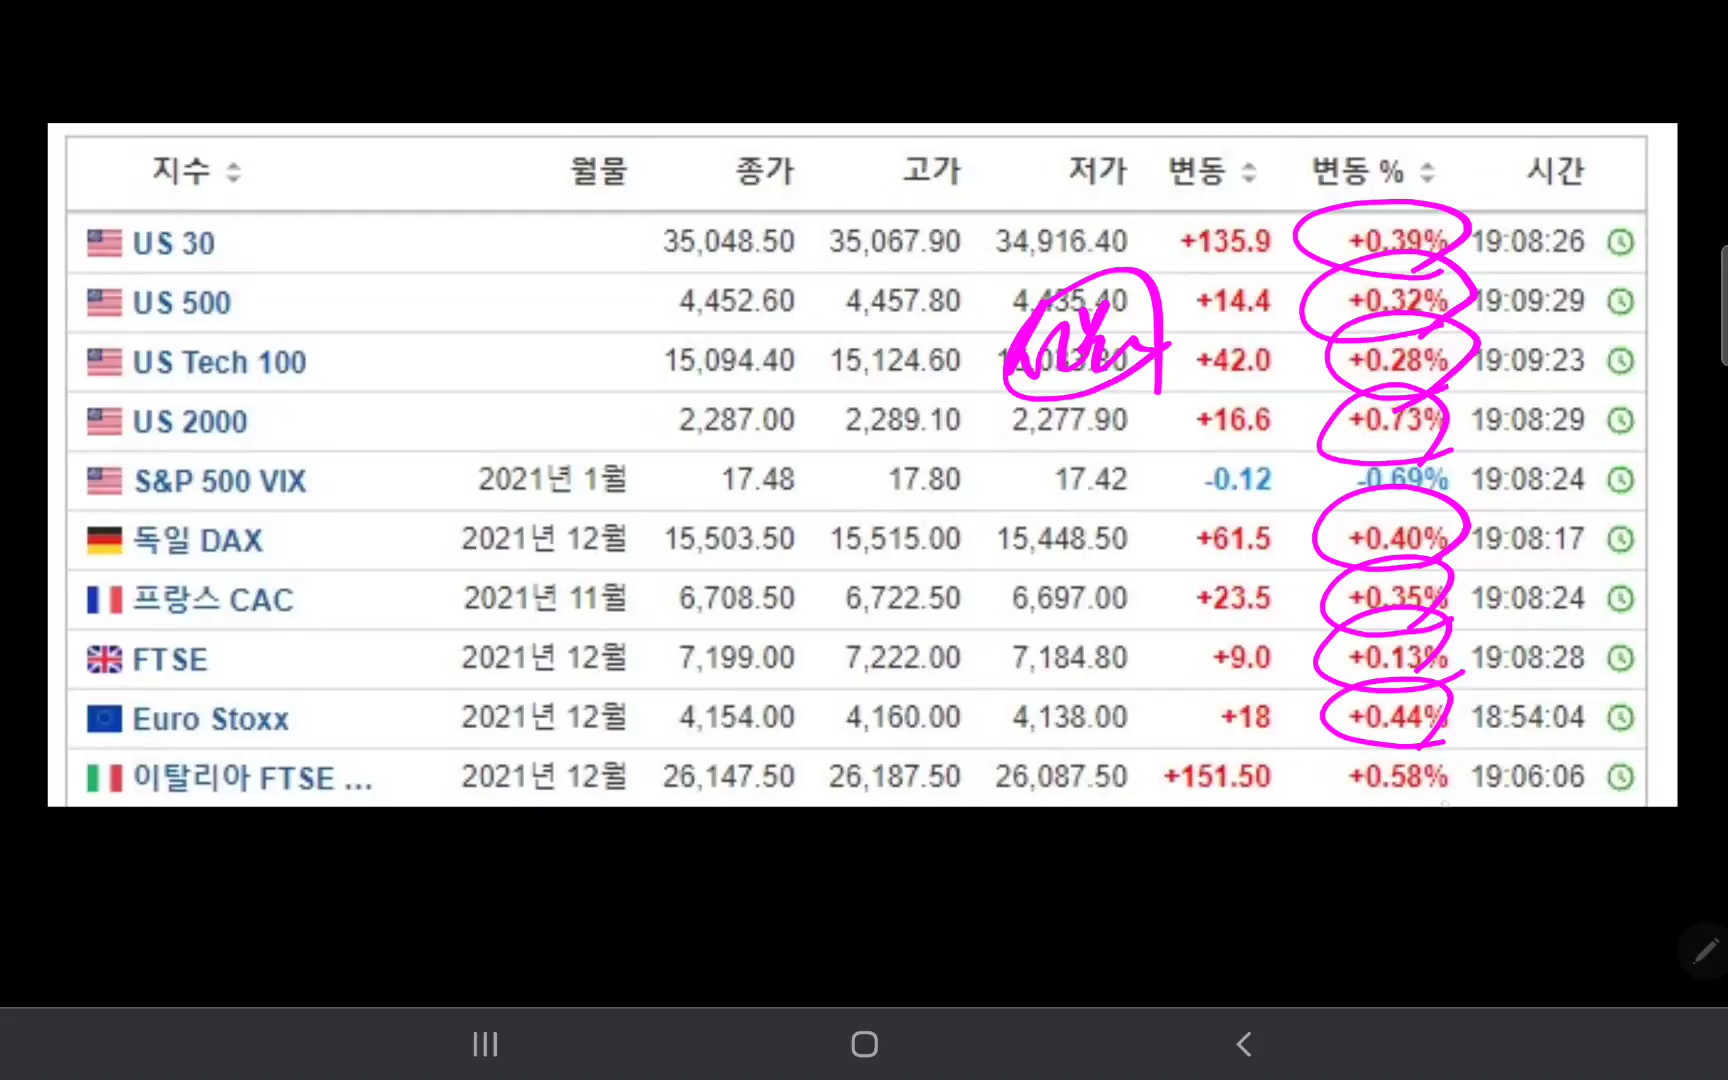 지수 월물 종가 고가 저가 변동 변동 % 시간
US 30 35,048.50 35,067.90 34,916.40 +135.9 +0.39% 19:08:26
US 500 4,452.60 4,457.80 4,435.40 +14.4 +0.32% 19:09:29
US Tech 100 15,094.40 15,124.60 +42.0 +0.28% 19:09:23
US 2000 2,287.00 2,289.10 2,277.90 +16.6 +0.73% 19:08:29
S&P 500 VIX 2021년 1월 17.48 17.80 17.42 -0.12 -0.69% 19:08:24
독일 DAX 2021년 12월 15,503.50 15,515.00 15,448.50 +61.5 +0.40% 19:08:17
프랑스 CAC 2021년 11월 6,708.50 6,722.50 6,697.00 +23.5 +0.35% 19:08:24
FTSE 2021년 12월 7,199.00 7,222.00 7,184.80 +9.0 +0.13% 19:08:28
Euro Stoxx 2021년 12월 4,154.00 4,160.00 4,138.00 +18 +0.44% 18:54:04
이탈리아 FTSE ... 2021년 12월 26,147.50 26,187.50 26,087.50 +151.50 +0.58% 19:06:06